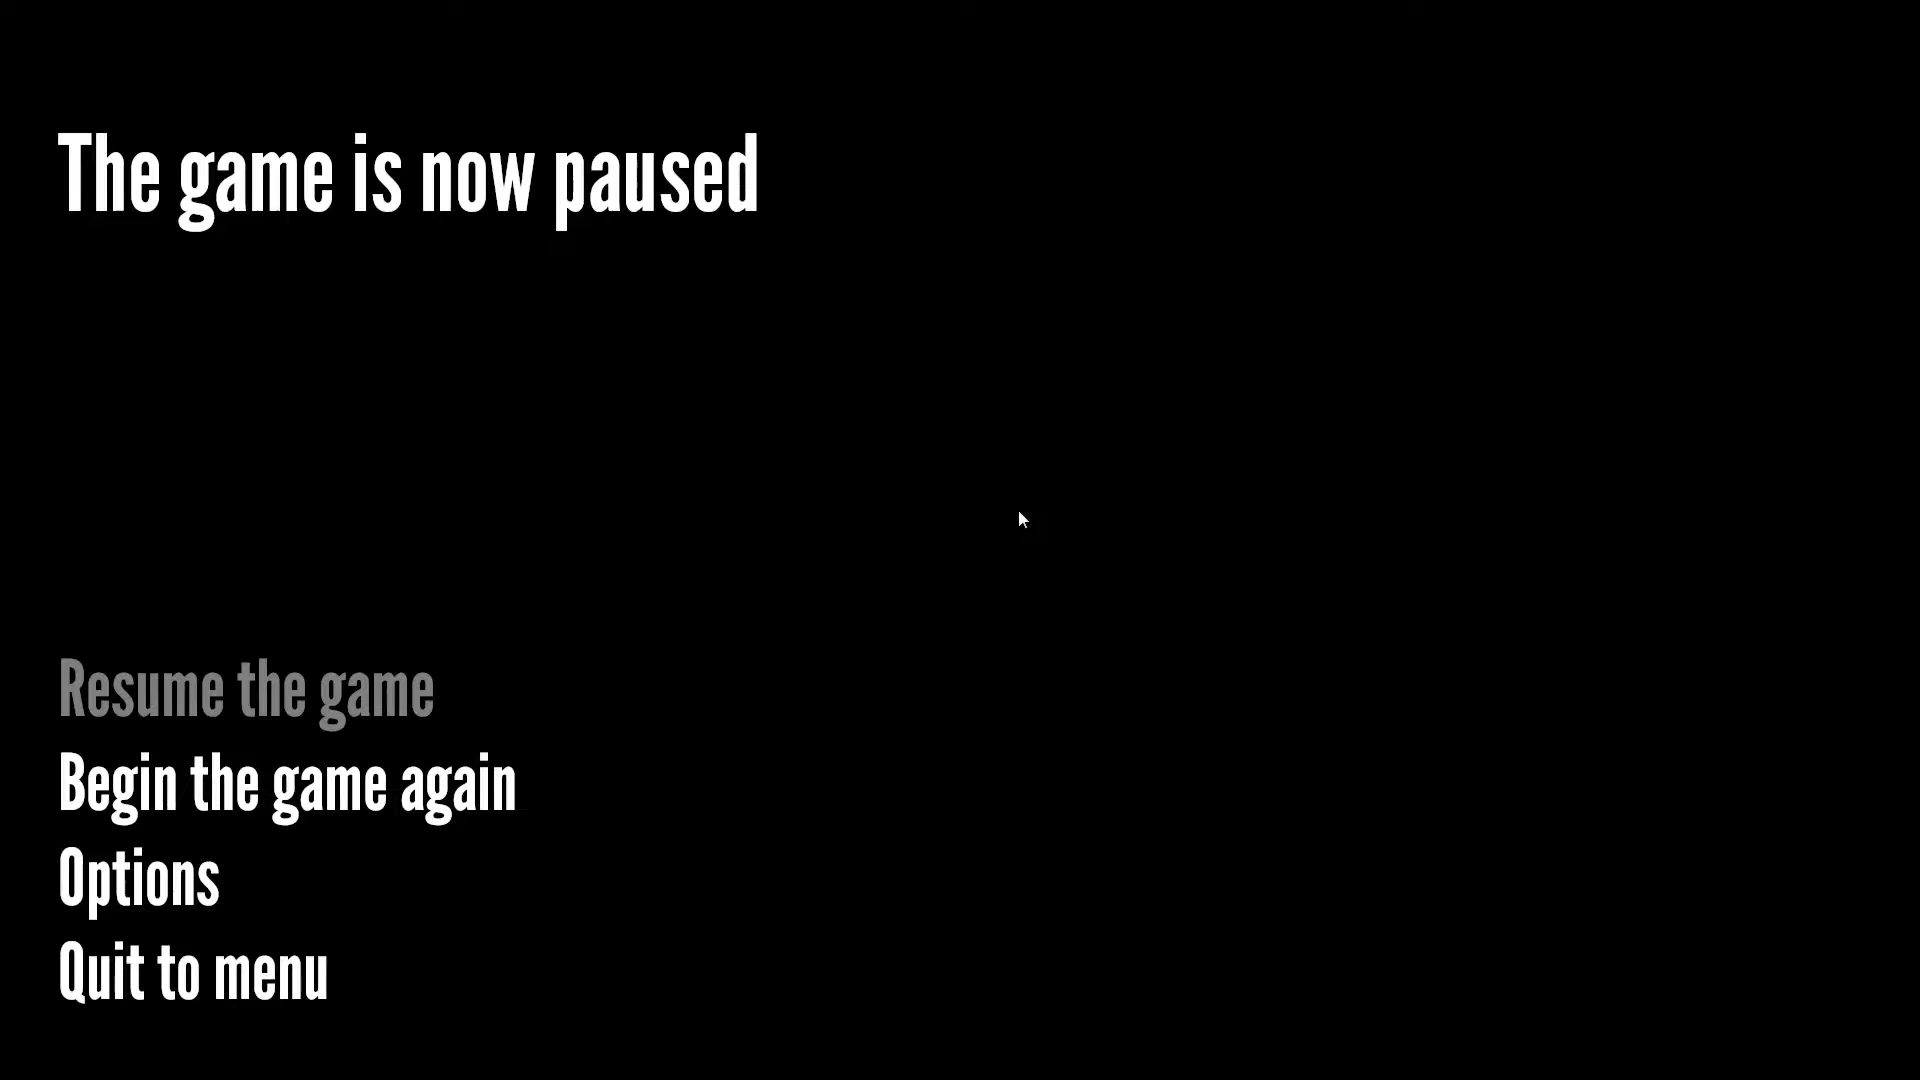 The game is now paused
Resume the game
Begin the game again
Options
Quit to menu